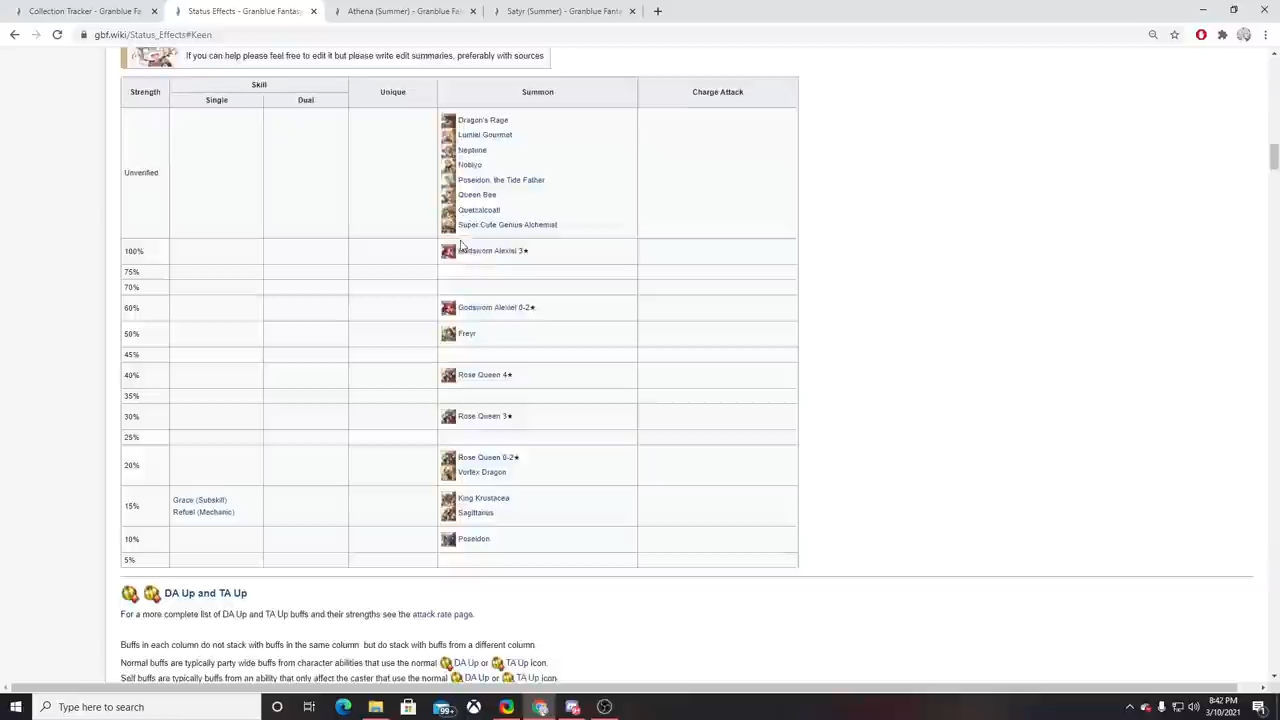 Collection Tracker - Granblue Fa
Status Effects - Granblue Fantas
Athena (Summer) - Granblue Fa
Satyr (Summer) - Granblue Fanta
gbf.wiki/Status_Effects#Keen
If you can help please feel free to edit it but please write edit summaries, preferably with sources
Strength Skill Unique Summon Charge Attack
Single Dual
Unverified
Dragon's Rage
Lumiel Gourmet
Neptune
Nobiyo
Poseidon, the Tide Father
Queen Bee
Quetzalcoatl
Super Cute Genius Alchemist
100% Godsworn Alexiel 3★
75%
70%
60% Godsworn Alexiel 0-2★
50% Freyr
45%
40% Rose Queen 4★
35%
30% Rose Queen 3★
25%
20% Rose Queen 0-2★
Vortex Dragon
15% Grace (Subskill) King Krustacea
Refuel (Mechanic) Sagittarius
10% Poseidon
5%
DA Up and TA Up
For a more complete list of DA Up and TA Up buffs and their strengths see the attack rate page.
Buffs in each column do not stack with buffs in the same column but do stack with buffs from a different column
Normal buffs are typically party wide buffs from character abilities that use the normal DA Up or TA Up icon.
Self buffs are typically buffs from an ability that only affect the caster that use the normal DA Up or TA Up icon
Type here to search
99+
8:42 PM
3/10/2021